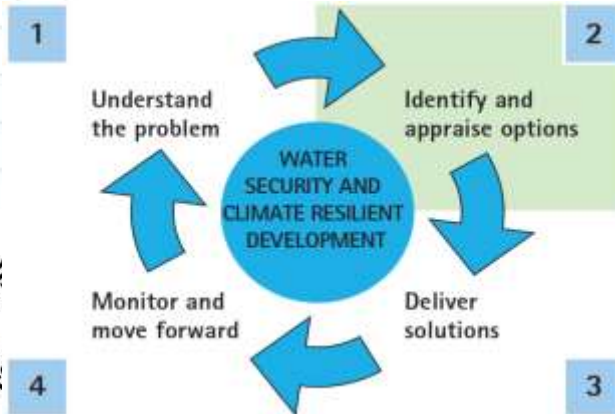 1
Understand
the problem
2
Identify and
appraise options
WATER
SECURITY AND
CLIMATE RESILIENT
DEVELOPMENT
Monitor and
move forward
4
Deliver
solutions
3